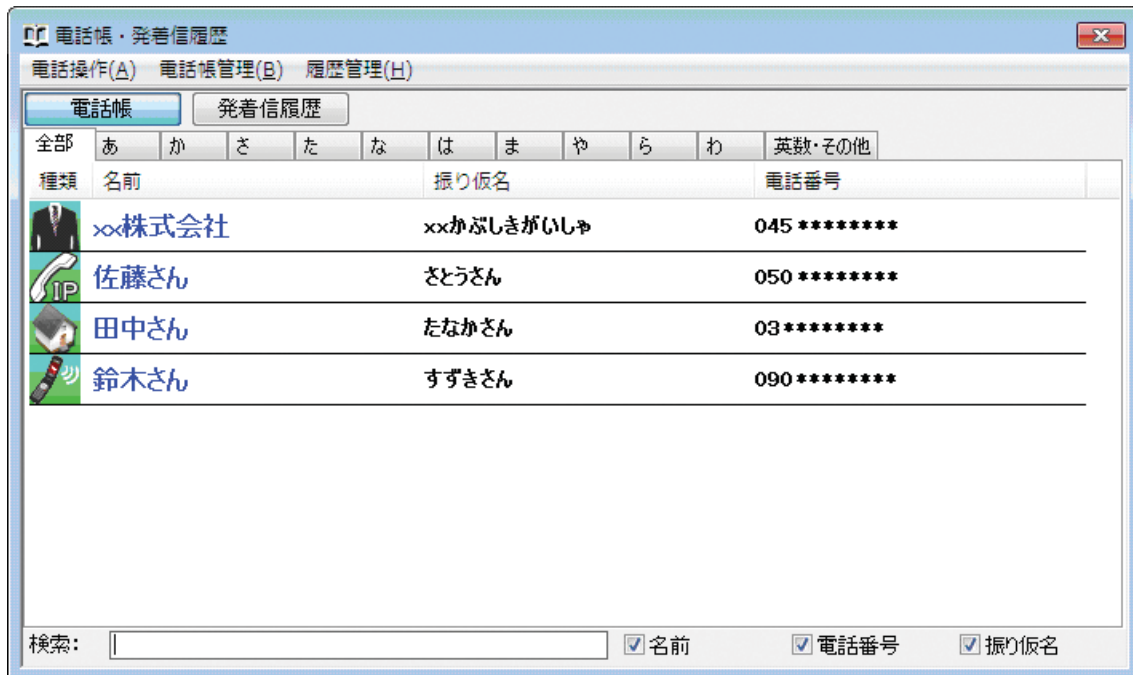 電話帳・発着信履歴
電話操作(A) 電話帳管理(B) 履歴管理(H)
電話帳 発着信履歴
全部 あ か さ た な は ま や ら わ 英数・その他
種類 名前 振り仮名 電話番号
××株式会社 ××かぶしきがいしゃ 045********
IP 佐藤さん さとうさん 050********
田中さん たなかさん 03********
鈴木さん すずきさん 090********
検索: 名前 電話番号 振り仮名